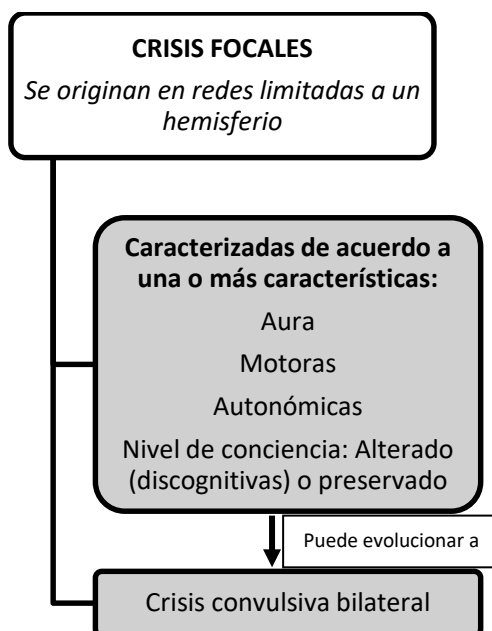 CRISIS FOCALES
Se originan en redes limitadas a un
hemisferio
Caracterizadas de acuerdo a
una o más características:
Aura
Motoras
Autonómicas
Nivel de conciencia: Alterado
(discognitivas) o preservado
Puede evolucionar a
Crisis convulsiva bilateral